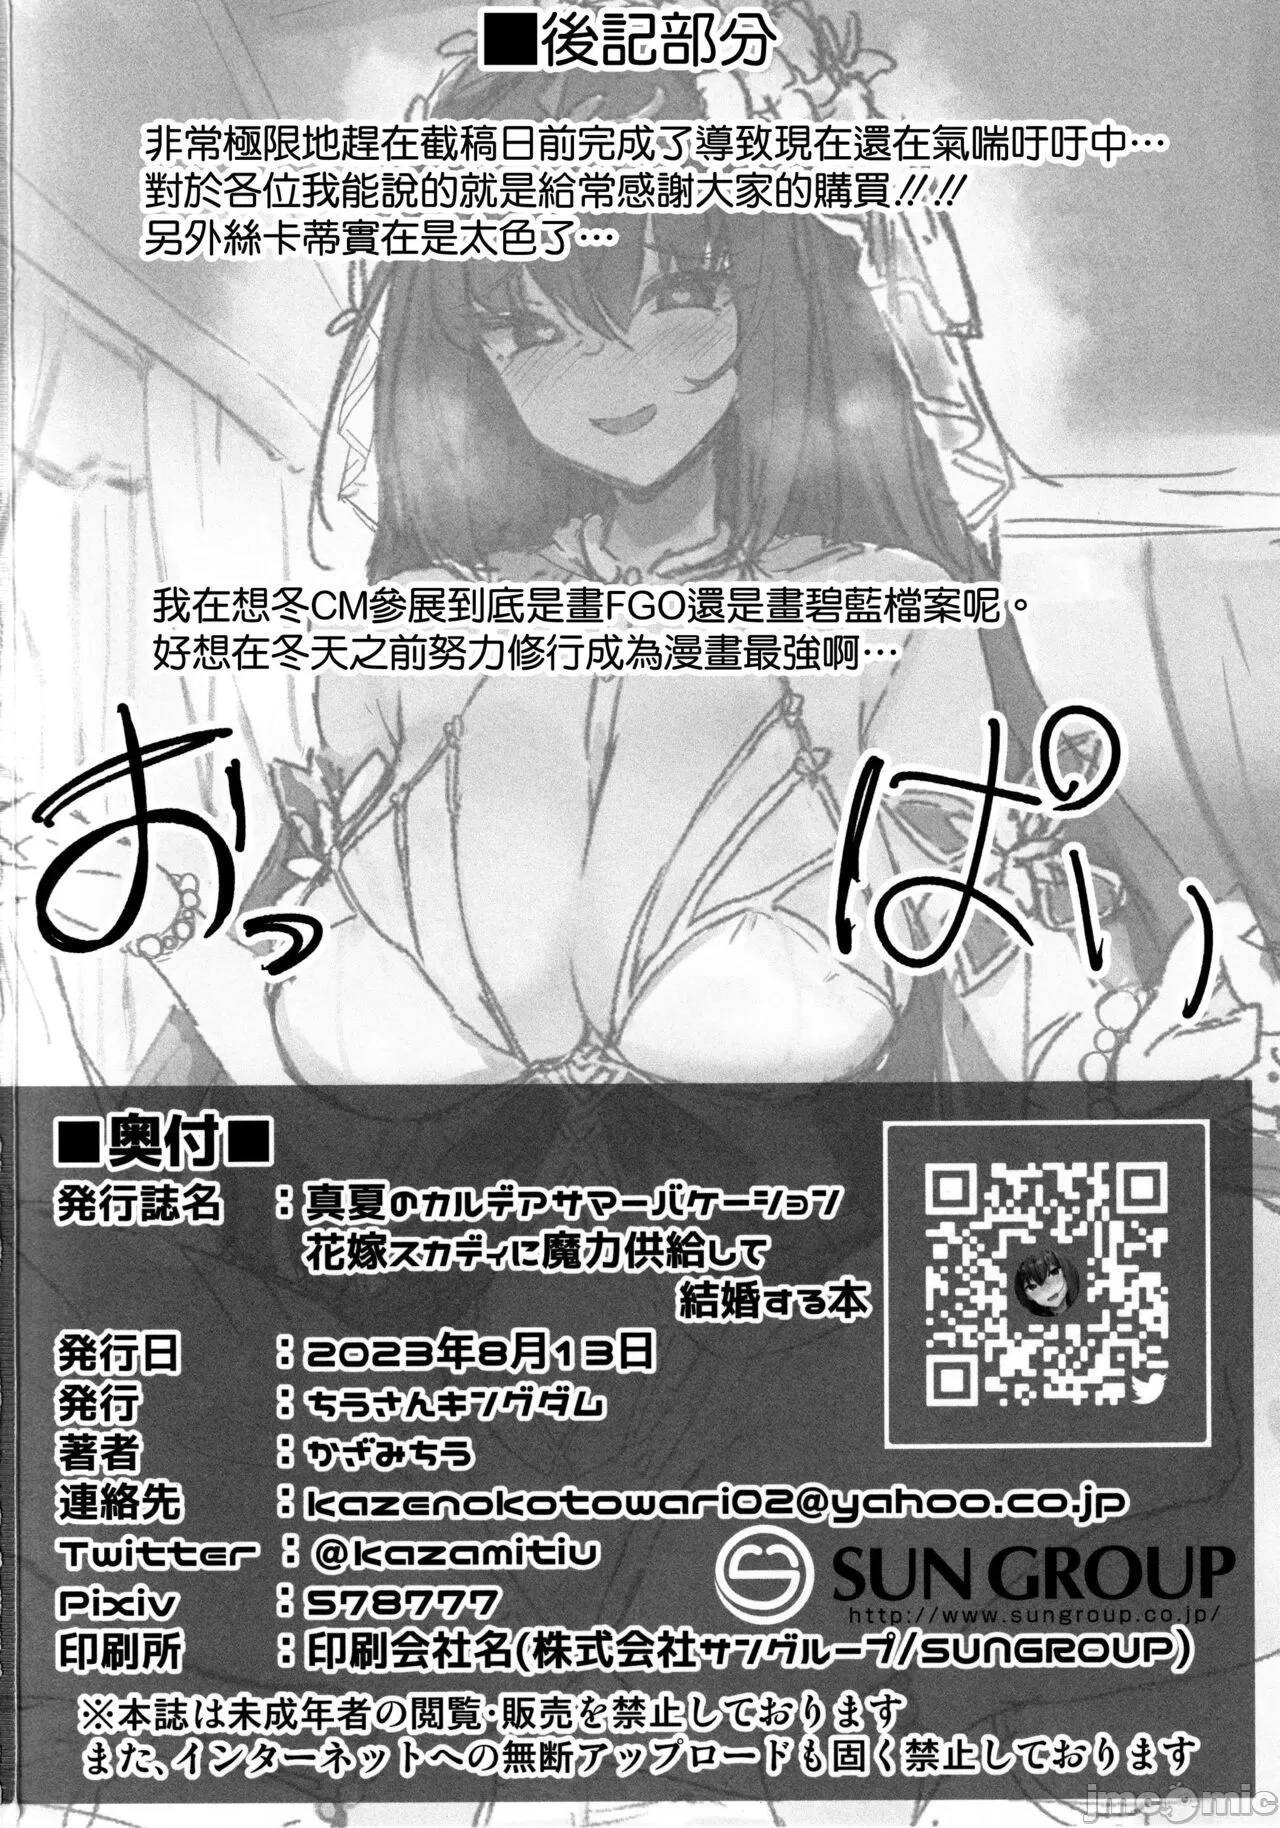 ■後記部分
非常極限地趕在截稿日前完成了導致現在還在氣喘吁吁中…
對於各位我能說的就是給常感謝大家的購買!!!!
另外絲卡蒂實在是太色了…
我在想冬CM參展到底是畫FGO還是畫碧藍檔案呢。
好想在冬天之前努力修行成為漫畫最強啊…
おっぱい
■奥付■
発行誌名 :真夏のカルデアサマーバケーション
花嫁スカディに魔力供給して
結婚する本
発行日 :2023年8月13日
発行 :ちうさんキングダム
著者 :かざみちう
連絡先 :kazenokotowari02@yahoo.co.jp
Twitter :@kazamitiu
Pixiv :578777
印刷所 :印刷会社名(株式会社サングループ/SUNGROUP)
SUN GROUP
http://www.sungroup.co.jp/
※本誌は未成年者の閲覧・販売を禁止しております
また、インターネットへの無断アップロードも固く禁止しております
jmcomic